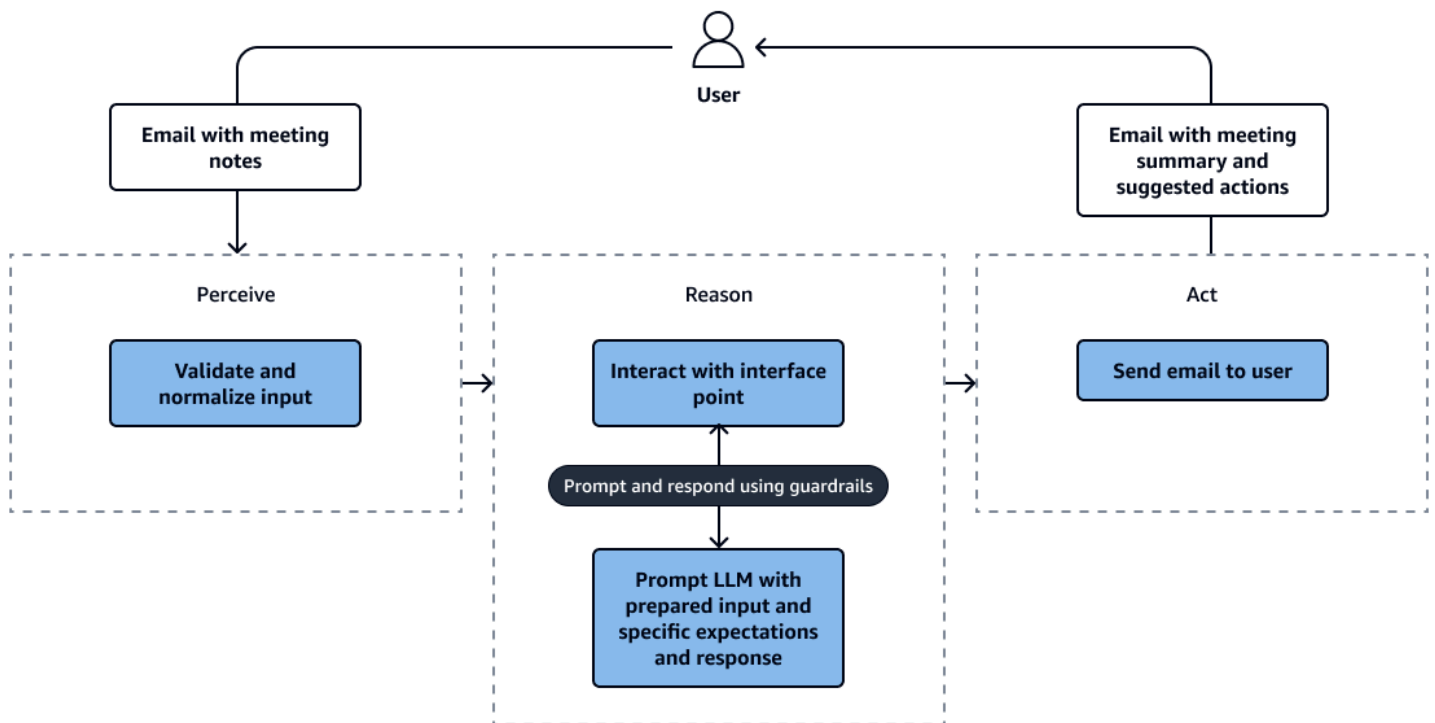 User
Email with meeting
notes
Email with meeting
summary and
suggested actions
Perceive
Validate and
normalize input
Reason
Interact with interface
point
Prompt and respond using guardrails
Prompt LLM with
prepared input and
specific expectations
and response
Act
Send email to user